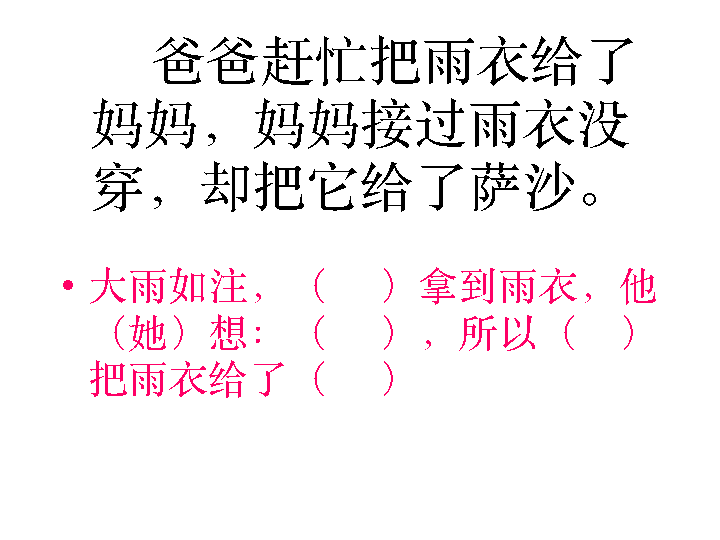 爸爸赶忙把雨衣给了
妈妈，妈妈接过雨衣没
穿，却把它给了萨沙。
•大雨如注，（　）拿到雨衣，他
（她）想：（　），所以（　）
把雨衣给了（　）